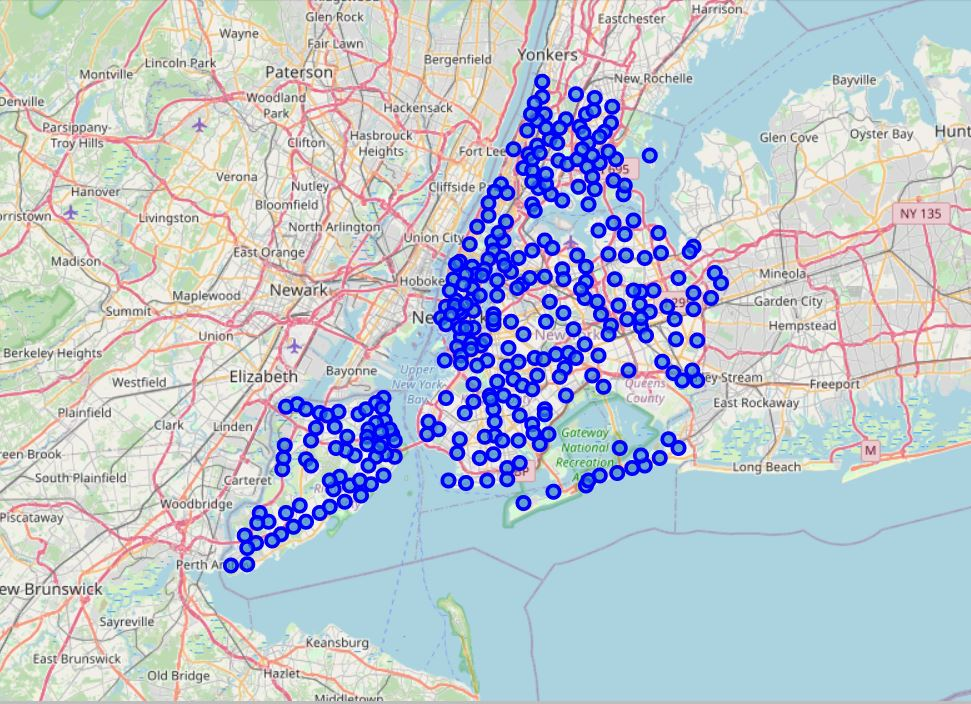 Glen Rock
Eastchester
Harrison
Wayne
Fair Lawn
Yonkers
Lincoln Park
Bergenfield
Montville
Paterson
New Rochelle
Bayville
Denville
Woodland
Park
Hackensack
Parsippany-
Troy Hills
Clifton
Hasbrouck
Heights
Fort Lee
Glen Cove
Oyster Bay
Hunt
Verona
695
Hanover
Nutley
Cliffside P
orristown
Bloomfield
NY 135
Livingston
North Arlington
Union City
East Orange
Madison
Mineola
Maplewood
Newark
Hoboke
Garden City
Summit
Ne
New
Hempstead
Berkeley Heights
Union
Westfield
Elizabeth
Bayonne
Upper
New York
Bay
Queens
County
ey Stream
Freeport
East Rockaway
Plainfield
Clark
Linden
Gateway
National
Recreation
M
reen Brook
Long Beach
South Plainfield
Carteret
Woodbridge
Piscataway
Perth Am
ew Brunswick
Sayreville
Keansburg
East Brunswick
Old Bridge
Hazlet
Middletown